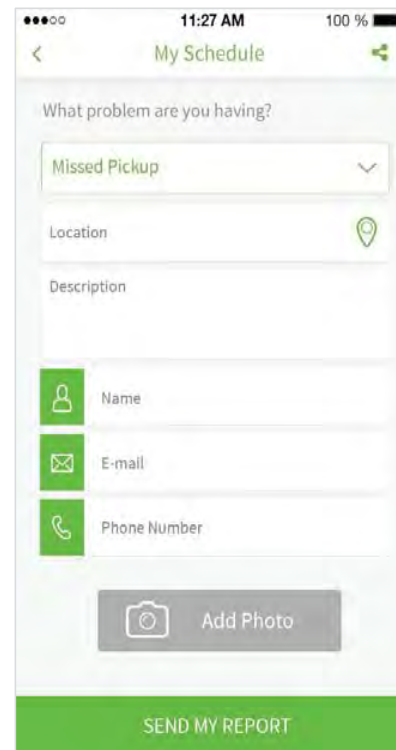 11:27 AM 100 %
My Schedule
What problem are you having?
Missed Pickup
Location
Description
Name
E-mail
Phone Number
Add Photo
SEND MY REPORT